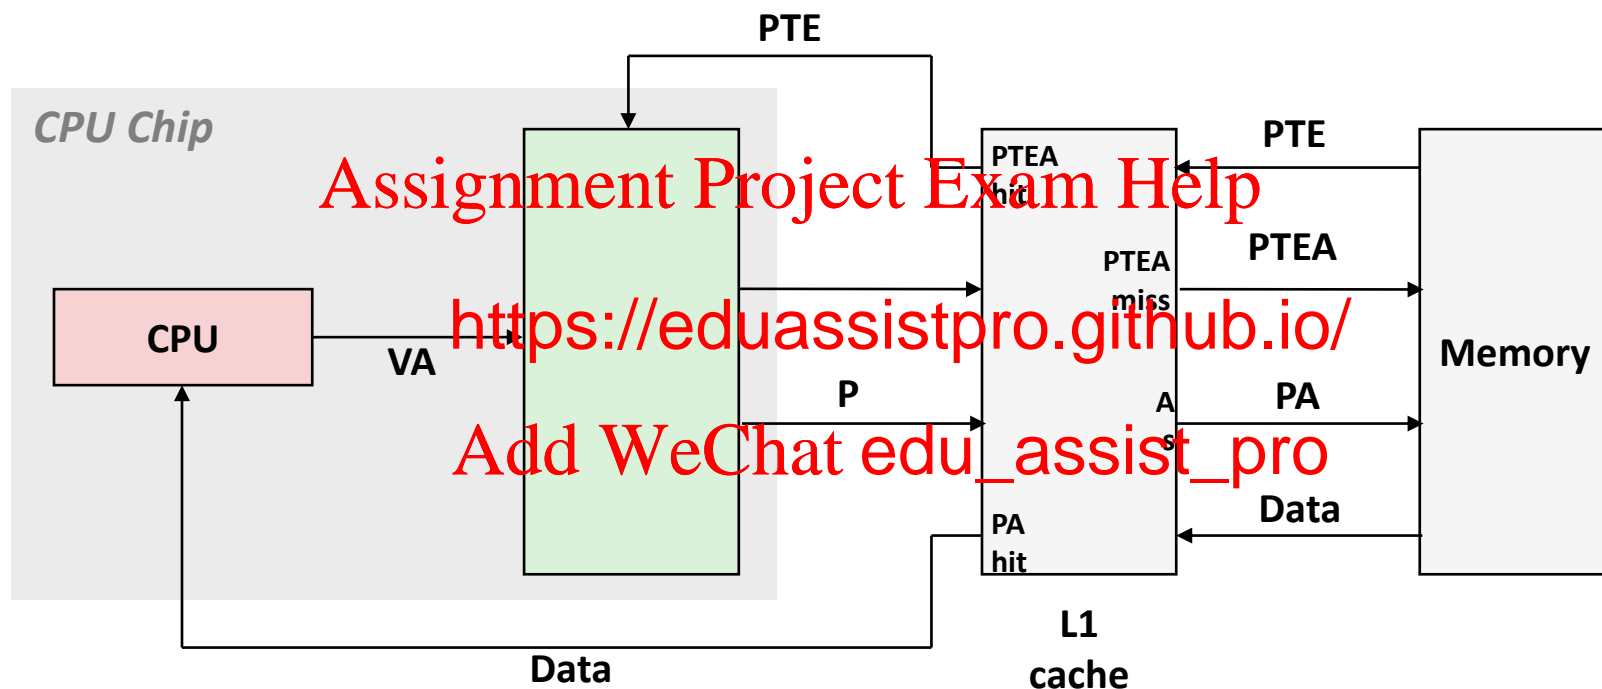 PTE
CPU Chip
PTEA
hit
PTE
Assignment Project Exam Help
PTEA
PTEA
miss
CPU
VA
https://eduassistpro.github.io/
Memory
P
A
s
PA
Add WeChat edu_assist_pro
PA
hit
Data
L1
cache
Data